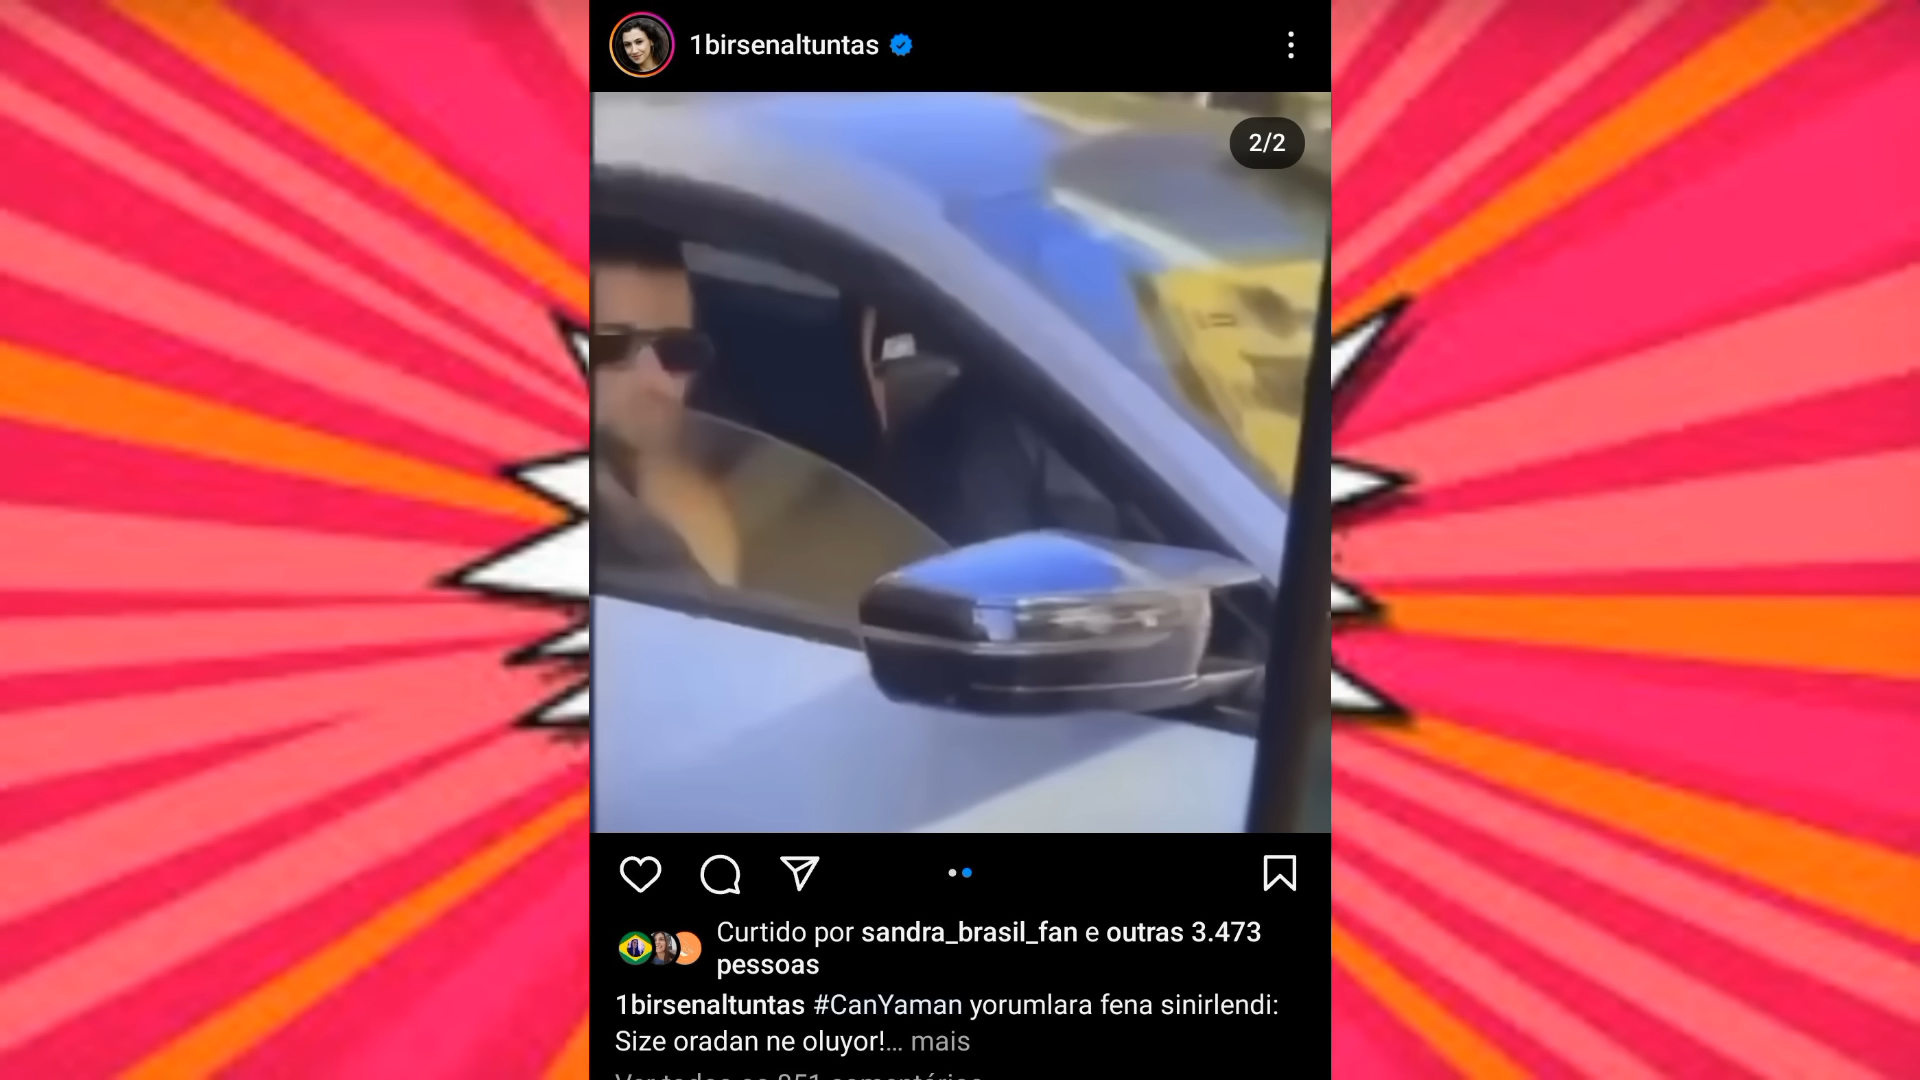 1birsenaltuntas
2/2
Curtido por sandra_brasil_fan e outras 3.473
pessoas
1birsenaltuntas #CanYaman yorumlara fena sinirlendi:
Size oradan ne oluyor!... mais